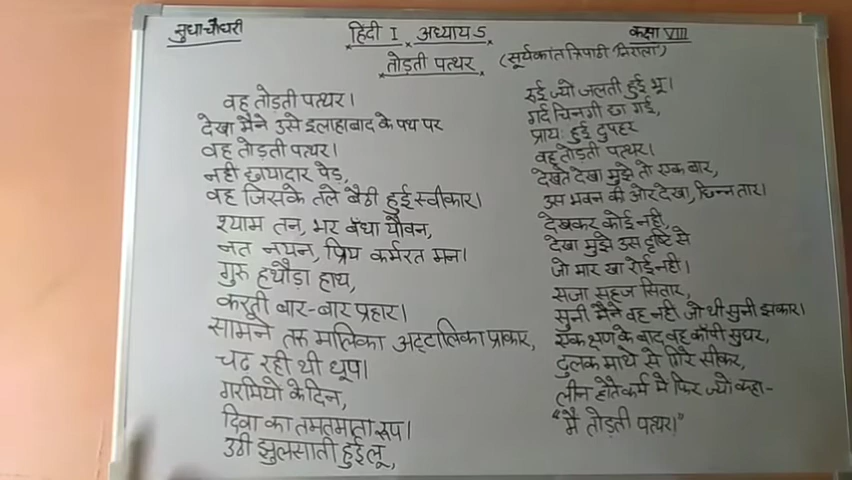 सुधा चौधरी
हिंदी I अध्याय 5
कक्षा VIII
तोड़ती पत्थर (सूर्यकांत त्रिपाठी निराला)
वह तोड़ती पत्थर।
देखा मैने उसे इलाहाबाद के पथ पर
वह तोड़ती पत्थर।
नही छायादार पेड़,
वह जिसके तले बैठी हुई स्वीकार।
श्याम तन, भर बंधा यौवन,
नत नयन, प्रिय कर्मरत मन।
गुरु हथौड़ा हाथ,
करती बार-बार प्रहार।
सामने तरू मालिका अट्टालिका प्राकार,
चढ रही थी धूप।
गरमियो के दिन,
दिवा का तमतमाता रूप।
उठी झुलसाती हुई लू,
रुई ज्यो जलती हुई भू।
गर्द चिनगी छा गई,
प्रायः हुई दुपहर
वह तोड़ती पत्थर।
देखते देखा मुझे तो एक बार,
उस भवन की ओर देखा, छिन्न तार।
देखकर कोई नही,
देखा मुझे उस दृष्टि से
जो मार खा रोई नही।
सजा सहज सितार,
सुनी मैने वह नही जो थी सुनी झंकार।
एक क्षण के बाद वह काँपी सुघर,
ढुलक माथे से गिरे सीकर,
लीन होते कर्म मे फिर ज्यो कहा-
"मै तोड़ती पत्थर।"